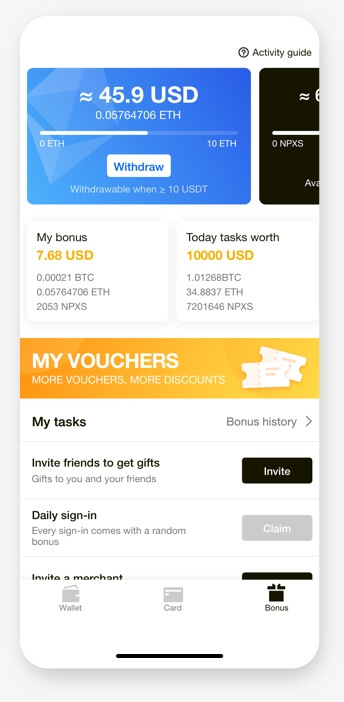 Activity guide
≈ 45.9 USD
0.05764706 ETH
0 ETH
10 ETH
Withdraw
Withdrawable when ≥ 10 USDT
≈ 6
0 NPXS
Ava
My bonus
7.68 USD
0.00021 BTC
0.05764706 ETH
2053 NPXS
Today tasks worth
10000 USD
1.01268BTC
34.8837 ETH
7201646 NPXS
MY VOUCHERS
MORE VOUCHERS, MORE DISCOUNTS
My tasks
Bonus history
Invite friends to get gifts
Gifts to you and your friends
Invite
Daily sign-in
Every sign-in comes with a random
bonus
Claim
Invite a merchant
Wallet
Card
Bonus